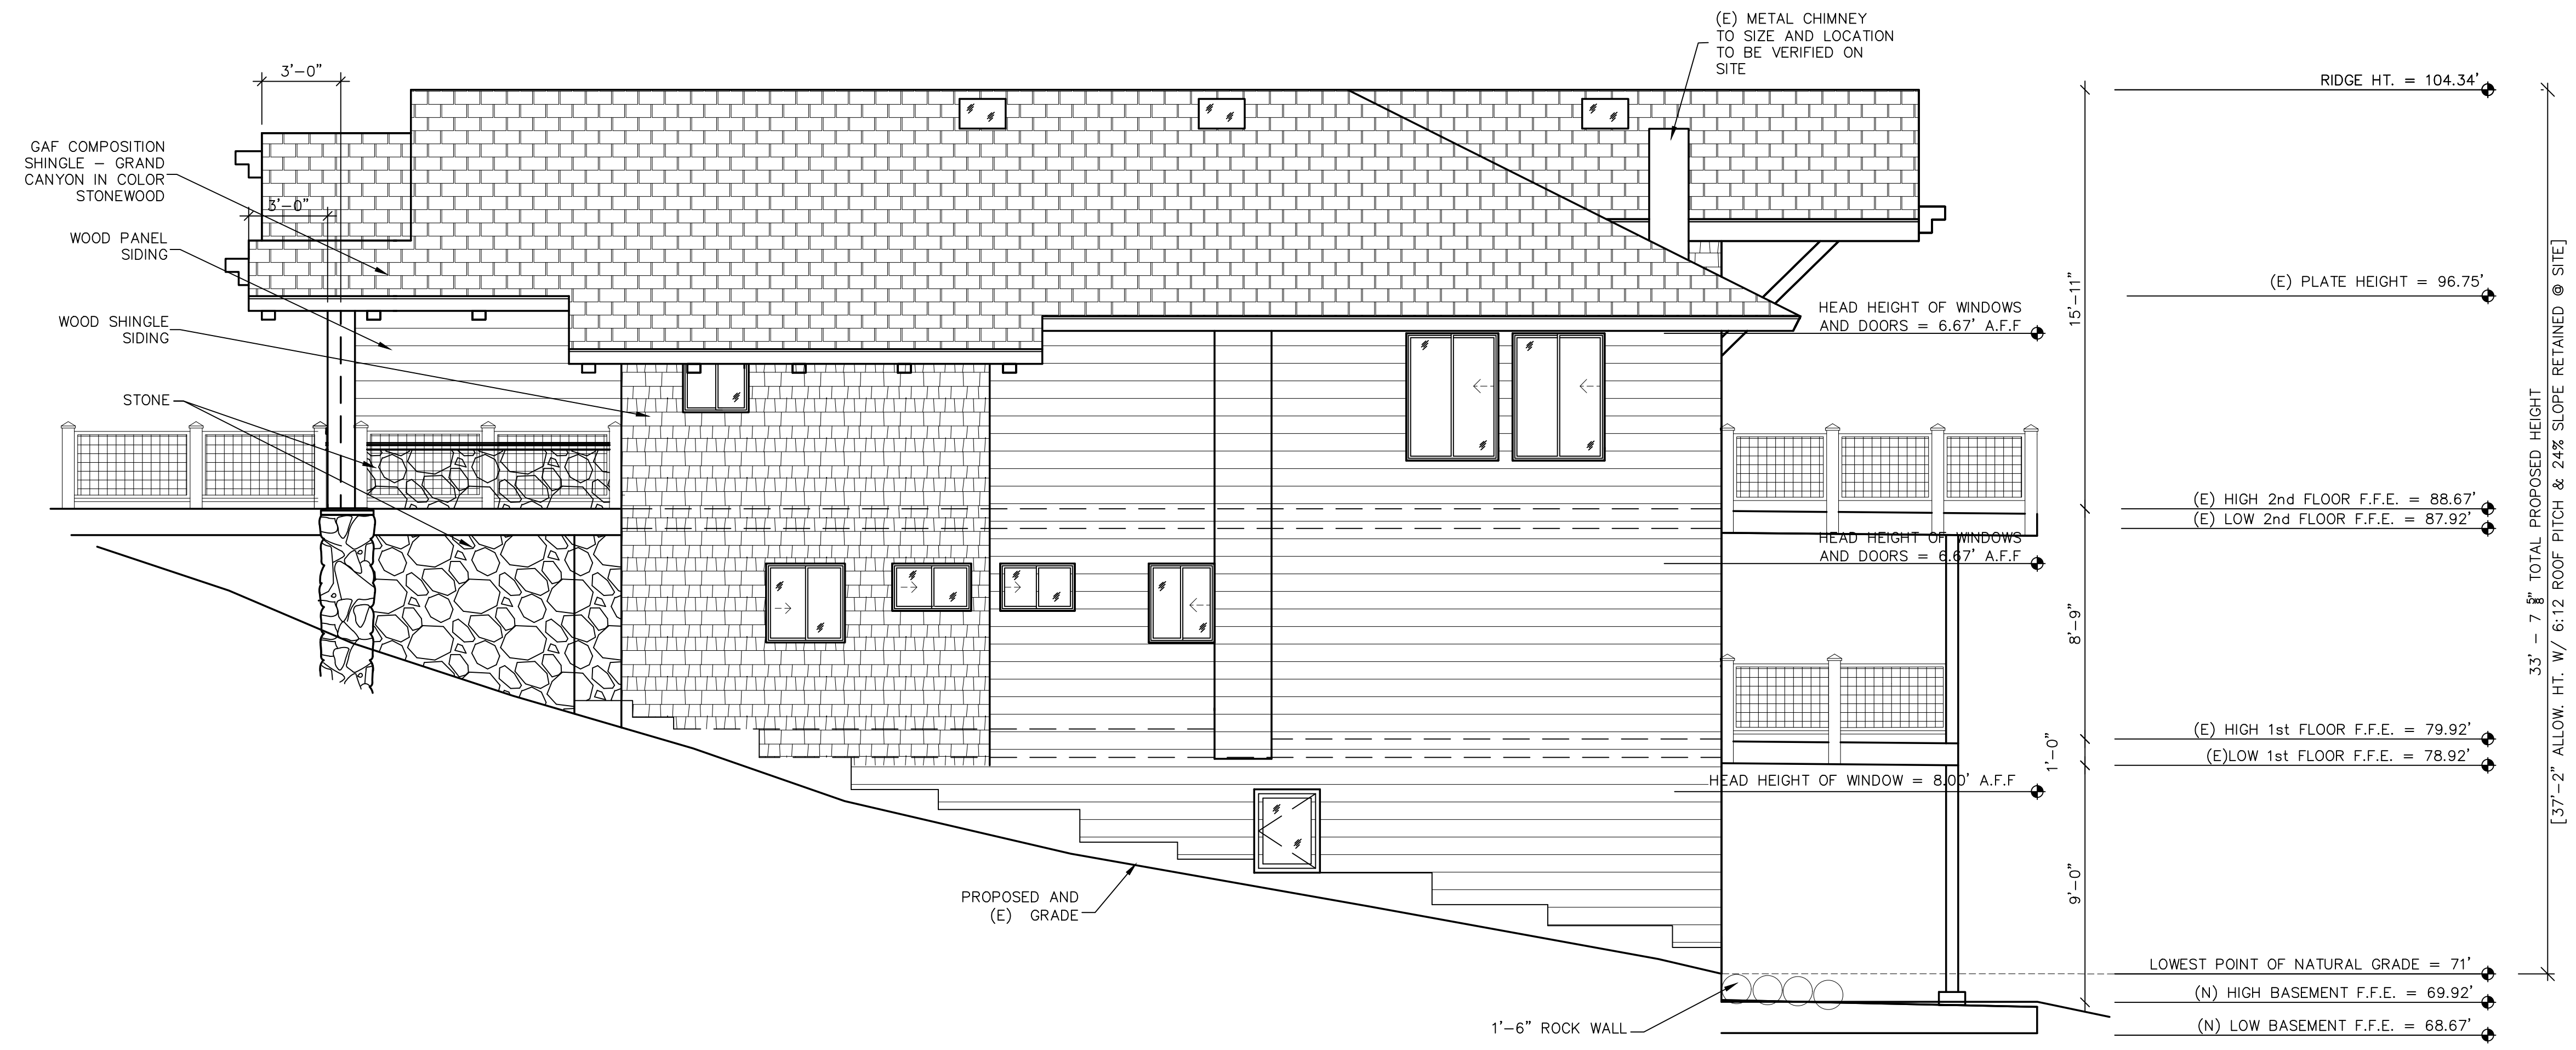 (E) METAL CHIMNEY
TO SIZE AND LOCATION
TO BE VERIFIED ON
SITE
3'-0"
RIDGE HT. = 104.34'
GAF COMPOSITION
SHINGLE - GRAND
CANYON IN COLOR
STONEWOOD
3'-0"
WOOD PANEL
SIDING
(E) PLATE HEIGHT = 96.75'
HEAD HEIGHT OF WINDOWS
AND DOORS = 6.67' A.F.F
15'-11"
WOOD SHINGLE
SIDING
STONE
(E) HIGH 2nd FLOOR F.F.E. = 88.67'
(E) LOW 2nd FLOOR F.F.E. = 87.92'
HEAD HEIGHT OF WINDOWS
AND DOORS = 6.67' A.F.F
8'-9"
33' - 7 5/8" TOTAL PROPOSED HEIGHT
[37'-2" ALLOW. HT. W/ 6:12 ROOF PITCH & 24% SLOPE RETAINED @ SITE]
(E) HIGH 1st FLOOR F.F.E. = 79.92'
(E)LOW 1st FLOOR F.F.E. = 78.92'
1'-0"
HEAD HEIGHT OF WINDOW = 8.00' A.F.F
9'-0"
PROPOSED AND
(E) GRADE
LOWEST POINT OF NATURAL GRADE = 71'
(N) HIGH BASEMENT F.F.E. = 69.92'
1'-6" ROCK WALL
(N) LOW BASEMENT F.F.E. = 68.67'